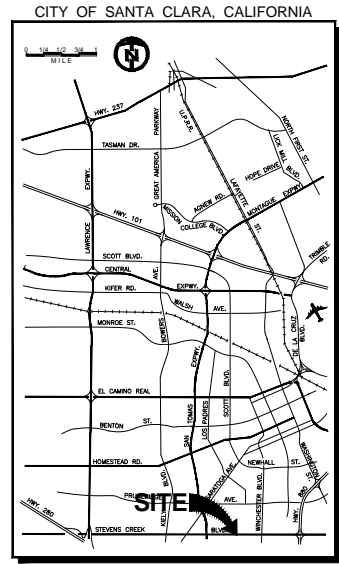 CITY OF SANTA CLARA, CALIFORNIA
0 1/4 1/2 3/4 1
MILE
N
HWY. 237
U.P.R.R.
PARKWAY
NORTH FIRST ST.
LICK MILL BLVD.
TASMAN DR.
HOPE DRIVE
EXPWY.
GREAT AMERICA
AGNEW RD.
LAFAYETTE ST.
MONTAGUE EXPWY
MISSION COLLEGE BLVD.
HWY. 101
LAWRENCE
TRIMBLE RD.
SCOTT BLVD.
CENTRAL EXPWY.
AVE.
KIFER RD.
WALSH AVE.
BOWERS
DE LA CRUZ BLVD.
MONROE ST.
EXPWY.
SCOTT BLVD.
EL CAMINO REAL
LOS PADRES
SAN TOMAS
BENTON ST.
WASHINGTON ST.
HOMESTEAD RD.
NEWHALL ST.
SARATOGA AVE.
HWY. 880
KIELY BLVD.
WINCHESTER BLVD.
AVE.
SITE
HWY. 280
STEVENS CREEK BLVD.